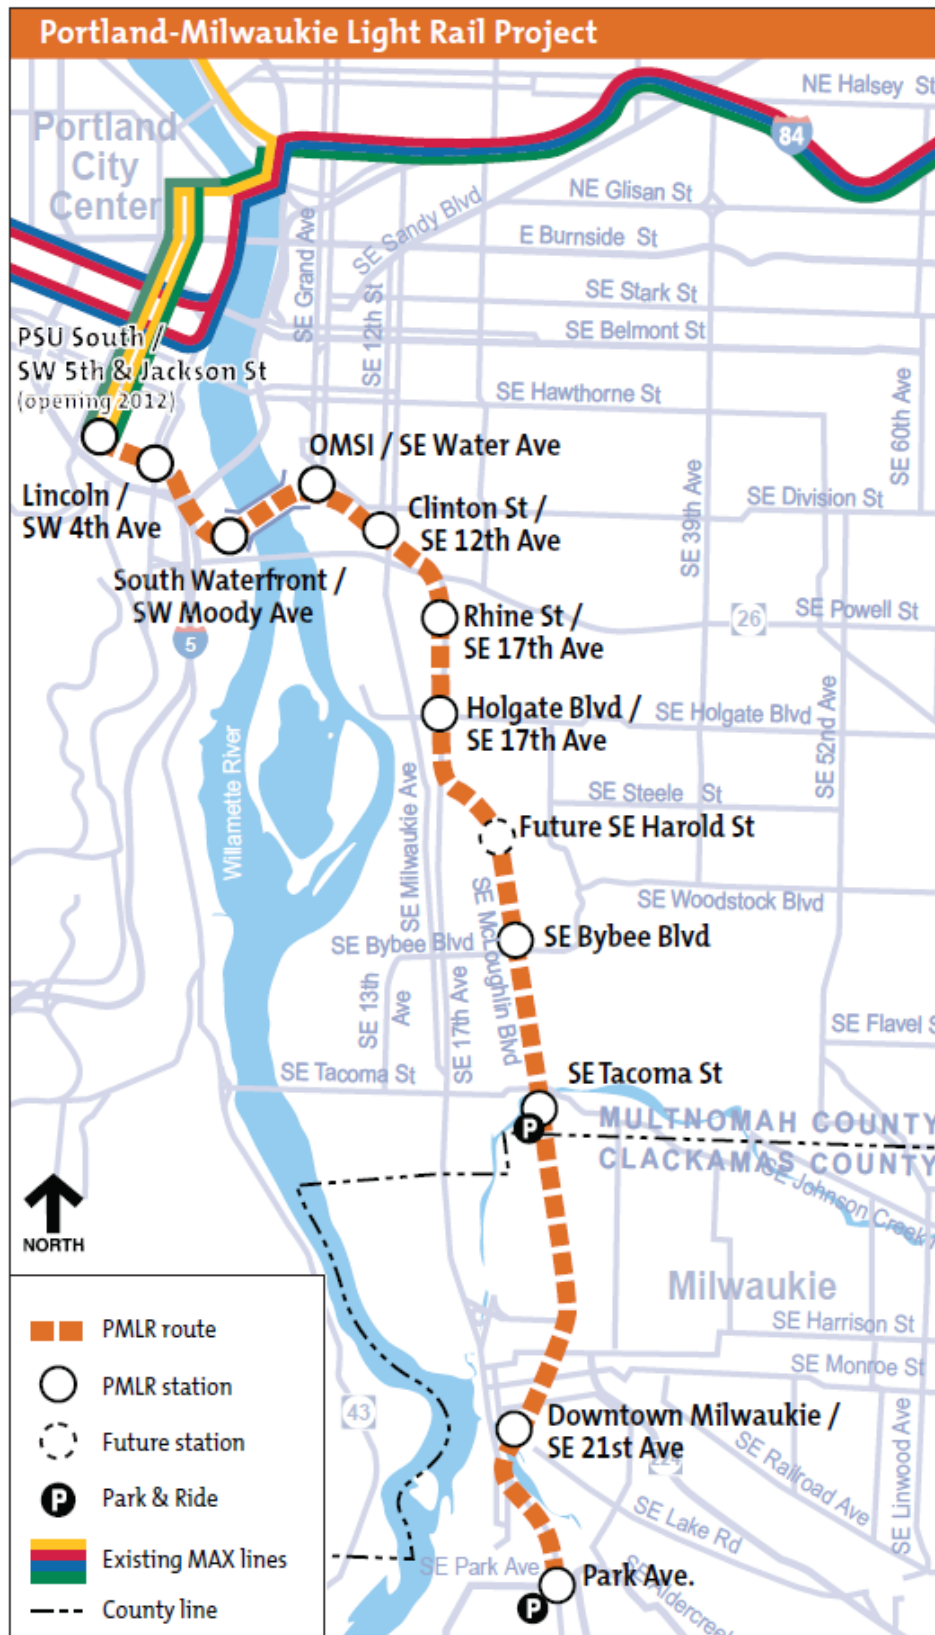 Portland-Milwaukie Light Rail Project
NE Halsey St
84
Portland
City
Center
NE Glisan St
SE Sandy Blvd
E Burnside St
SE Grand Ave
SE 12th St
SE Stark St
SE Belmont St
PSU South /
SW 5th & Jackson St
(opening 2012)
SE Hawthorne St
SE 60th Ave
OMSI / SE Water Ave
SE 39th Ave
SE Division St
Lincoln /
SW 4th Ave
Clinton St /
SE 12th Ave
South Waterfront /
SW Moody Ave
5
Rhine St /
SE 17th Ave
26
SE Powell St
Holgate Blvd /
SE 17th Ave
SE Holgate Blvd
SE 52nd Ave
Willamette River
SE Milwaukie Ave
SE Steele St
Future SE Harold St
SE McLoughlin Blvd
SE Woodstock Blvd
SE Bybee Blvd
SE Bybee Blvd
SE 13th
Ave
SE 17th Ave
SE Flavel S
SE Tacoma St
SE Tacoma St
P
MULTNOMAH COUNTY
CLACKAMAS COUNTY
SE Johnson Creek
NORTH
Milwaukie
SE Harrison St
SE Monroe St
43
Downtown Milwaukie /
SE 21st Ave
224
SE Railroad Ave
SE Linwood Ave
SE Lake Rd
SE Park Ave
Park Ave.
P
SE Aldercree
PMLR route
PMLR station
Future station
P
Park & Ride
Existing MAX lines
County line